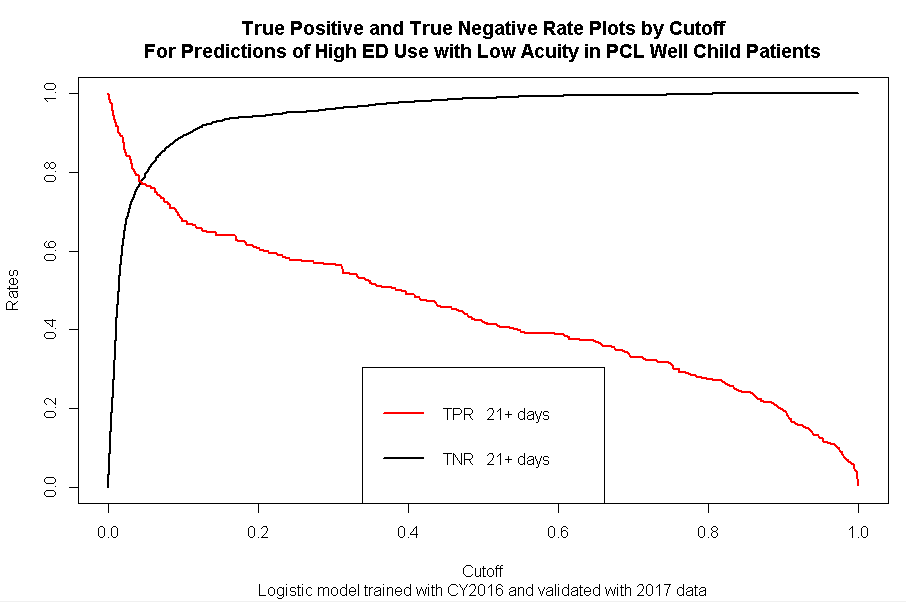 True Positive and True Negative Rate Plots by Cutoff
For Predictions of High ED Use with Low Acuity in PCL Well Child Patients
Rates
1.0
0.8
0.6
0.4
0.2
0.0
TPR 21+ days
TNR 21+ days
0.0 0.2 0.4 0.6 0.8 1.0
Cutoff
Logistic model trained with CY2016 and validated with 2017 data